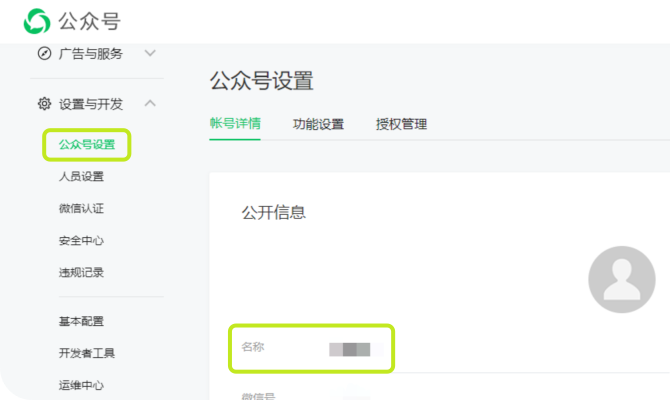 公众号
广告与服务
设置与开发
公众号设置
人员设置
微信认证
安全中心
违规记录
基本配置
开发者工具
运维中心
公众号设置
帐号详情 功能设置 授权管理
公开信息
名称
微信号